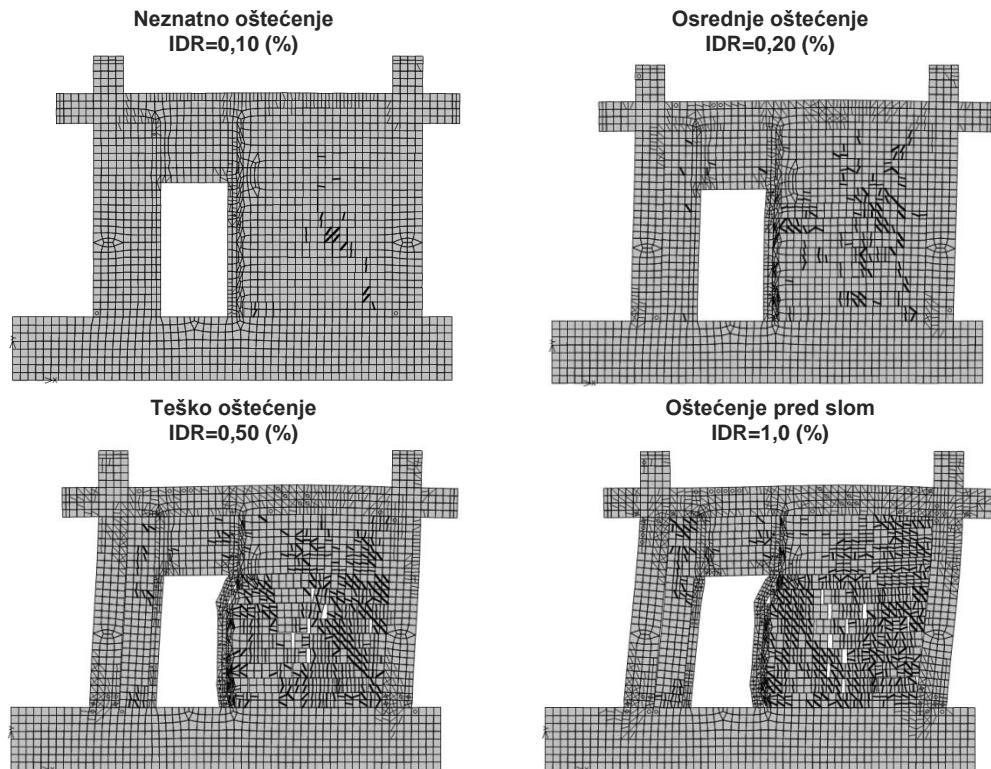 Neznatno oštećenje
IDR=0,10 (%)
Osrednje oštećenje
IDR=0,20 (%)
Teško oštećenje
IDR=0,50 (%)
Oštećenje pred slom
IDR=1,0 (%)